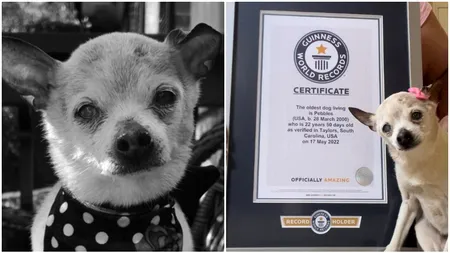 GUINNESS
WORLD RECORDS
CERTIFICATE
The oldest dog living
is Pebbles
(USA, b. 28 March 2000)
who is 22 years 50 days old
as verified in Taylors, South
Carolina, USA
on 17 May 2022
OFFICIALLY AMAZING
RECORD HOLDER